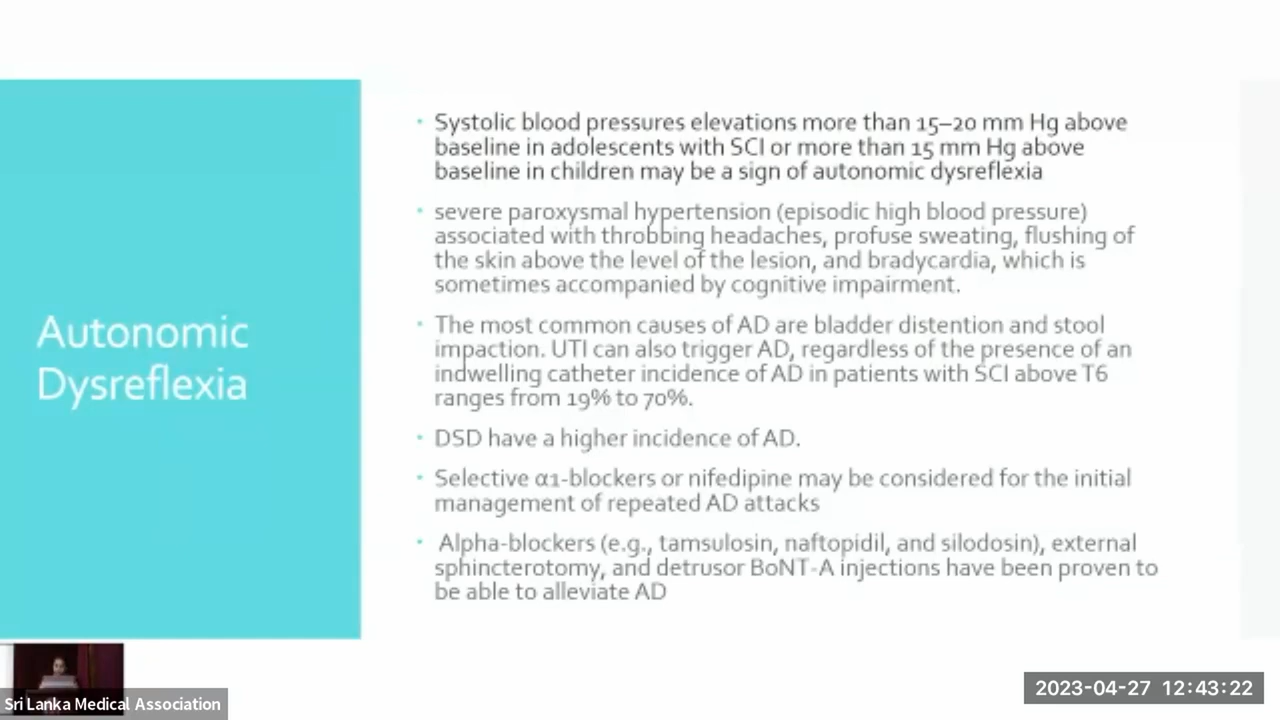 Autonomic
Dysreflexia
• Systolic blood pressures elevations more than 15–20 mm Hg above
baseline in adolescents with SCI or more than 15 mm Hg above
baseline in children may be a sign of autonomic dysreflexia
• severe paroxysmal hypertension (episodic high blood pressure)
associated with throbbing headaches, profuse sweating, flushing of
the skin above the level of the lesion, and bradycardia, which is
sometimes accompanied by cognitive impairment.
• The most common causes of AD are bladder distention and stool
impaction. UTI can also trigger AD, regardless of the presence of an
indwelling catheter incidence of AD in patients with SCI above T6
ranges from 19% to 70%.
• DSD have a higher incidence of AD.
• Selective α1-blockers or nifedipine may be considered for the initial
management of repeated AD attacks
• Alpha-blockers (e.g., tamsulosin, naftopidil, and silodosin), external
sphincterotomy, and detrusor BoNT-A injections have been proven to
be able to alleviate AD
Sri Lanka Medical Association
2023-04-27 12:43:22